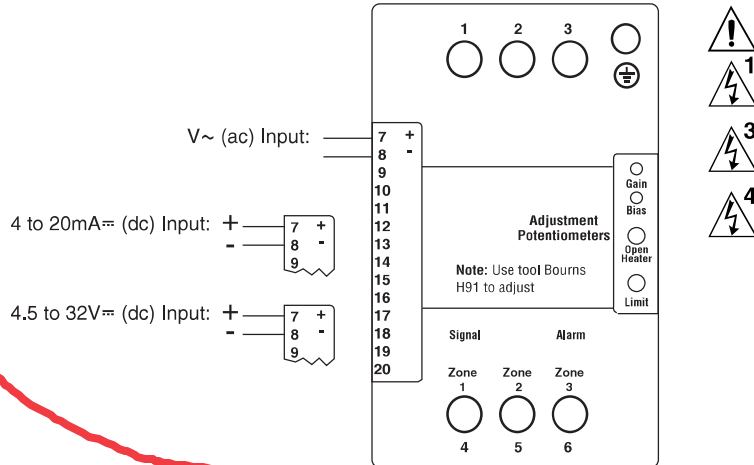 1 2 3
V~ (ac) Input:
7 +
8 -
9
10
11
12
13
14
15
16
17
18
19
20
4 to 20mA⎓ (dc) Input: + 7 +
- 8 -
9
4.5 to 32V⎓ (dc) Input: + 7 +
- 8 -
9
Adjustment
Potentiometers
Note: Use tool Bourns
H91 to adjust
Gain
Bias
Open
Heater
Limit
Signal Alarm
Zone Zone Zone
1 2 3
4 5 6
!
1
3
4